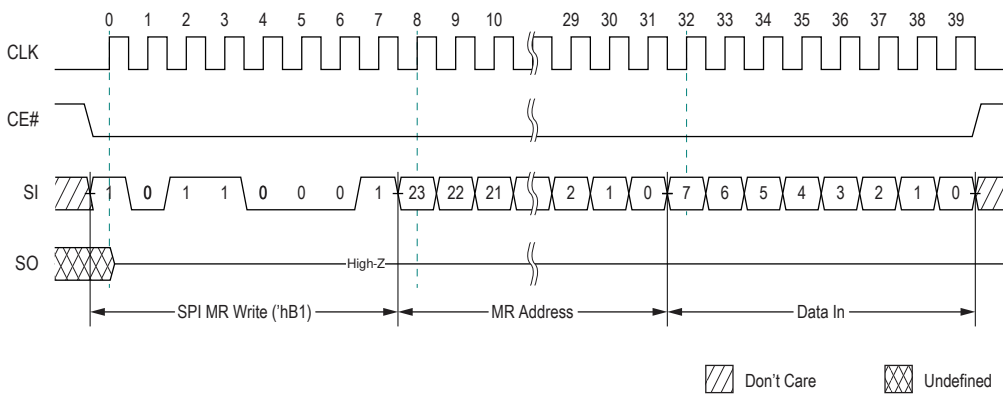 0 1 2 3 4 5 6 7 8 9 10 29 30 31 32 33 34 35 36 37 38 39
CLK
CE#
SI 1 0 1 1 0 0 0 1 23 22 21 2 1 0 7 6 5 4 3 2 1 0
SO High-Z
SPI MR Write ('hB1) MR Address Data In
Don't Care Undefined